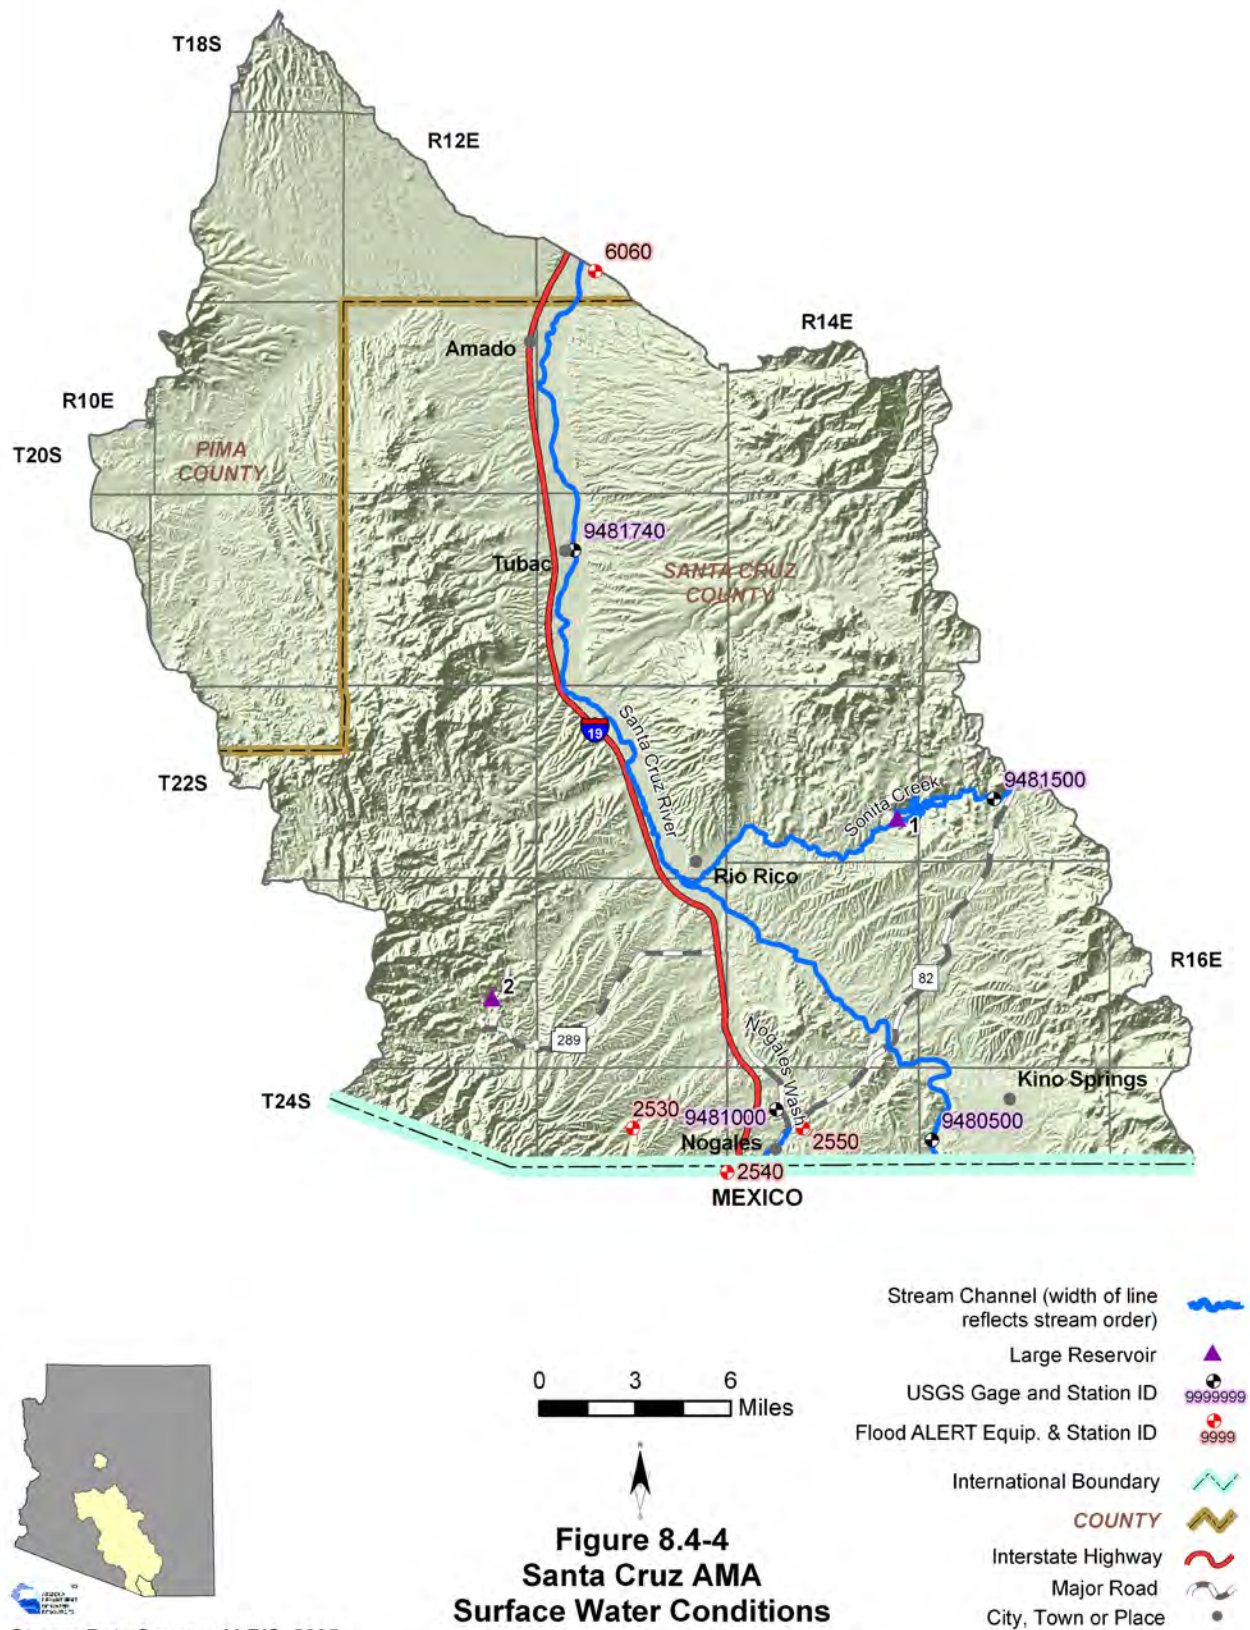 T18S
R12E
6060
R14E
Amado
R10E
T20S
PIMA
COUNTY
9481740
Tubac
SANTA CRUZ
COUNTY
19
Santa Cruz River
T22S
9481500
Sonita Creek
1
Rio Rico
R16E
82
2
289
Nogales Wash
Kino Springs
T24S
2530
9481000
9480500
Nogales
2550
2540
MEXICO
Stream Channel (width of line
reflects stream order)
Large Reservoir
USGS Gage and Station ID
9999999
Flood ALERT Equip. & Station ID
9999
International Boundary
COUNTY
Interstate Highway
Major Road
City, Town or Place
0 3 6
Miles
N
Figure 8.4-4
Santa Cruz AMA
Surface Water Conditions